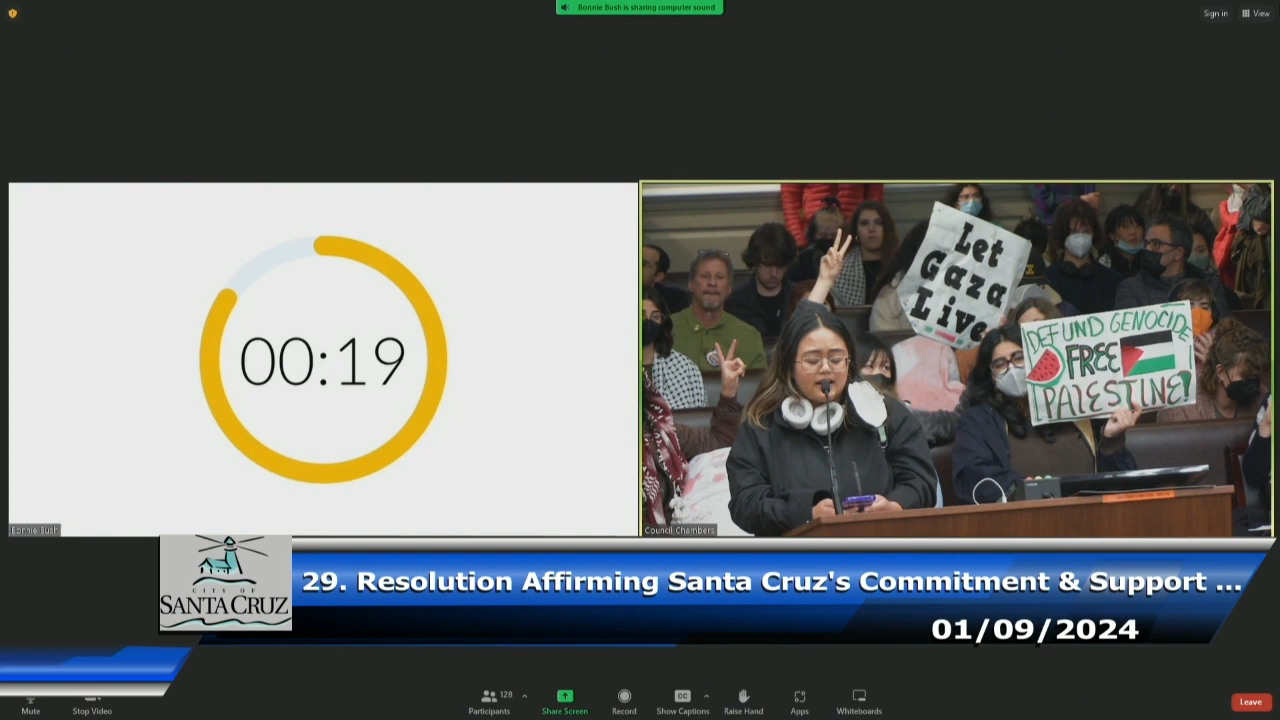 Bonnie Bush is sharing computer sound
Sign in
View
00:19
Let
Gaza
Live
DEFUND GENOCIDE
FREE
PALESTINE!
Bonnie Bush
Council Chambers
CITY OF
SANTA CRUZ
29. Resolution Affirming Santa Cruz's Commitment & Support ...
01/09/2024
Mute
Stop Video
Participants
128
Share Screen
Record
CC
Show Captions
Raise Hand
Apps
Whiteboards
Leave